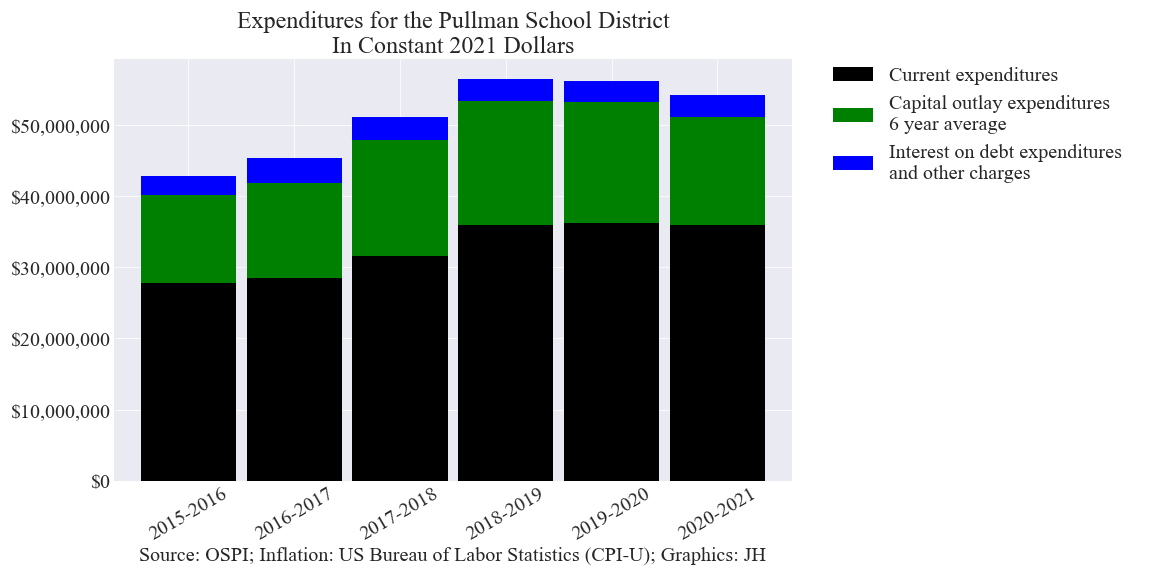 Expenditures for the Pullman School District
In Constant 2021 Dollars
Current expenditures
Capital outlay expenditures
6 year average
Interest on debt expenditures
and other charges
$50,000,000
$40,000,000
$30,000,000
$20,000,000
$10,000,000
$0
2015-2016
2016-2017
2017-2018
2018-2019
2019-2020
2020-2021
Source: OSPI; Inflation: US Bureau of Labor Statistics (CPI-U); Graphics: JH